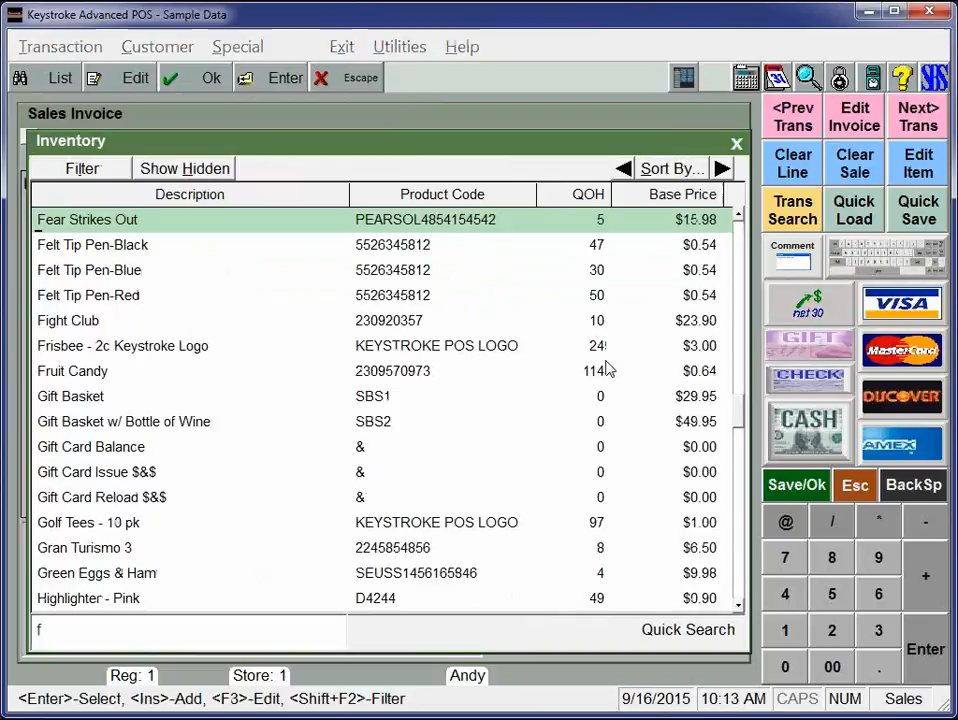 Keystroke Advanced POS - Sample Data
Transaction Customer Special Exit Utilities Help
List Edit Ok Enter Escape SBS
Sales Invoice
Inventory x
Filter Show Hidden Sort By...
Description Product Code QOH Base Price
Fear Strikes Out PEARSOL4854154542 5 $15.98
Felt Tip Pen-Black 5526345812 47 $0.54
Felt Tip Pen-Blue 5526345812 30 $0.54
Felt Tip Pen-Red 5526345812 50 $0.54
Fight Club 230920357 10 $23.90
Frisbee - 2c Keystroke Logo KEYSTROKE POS LOGO $3.00
Fruit Candy 2309570973 114 $0.64
Gift Basket SBS1 0 $29.95
Gift Basket w/ Bottle of Wine SBS2 0 $49.95
Gift Card Balance & 0 $0.00
Gift Card Issue $&$ & 0 $0.00
Gift Card Reload $&$ & 0 $0.00
Golf Tees - 10 pk KEYSTROKE POS LOGO 97 $1.00
Gran Turismo 3 2245854856 8 $6.50
Green Eggs & Ham SEUSS1456165846 4 $9.98
Highlighter - Pink D4244 49 $0.90
f Quick Search
<Prev Trans Edit Invoice Next> Trans
Clear Line Clear Sale Edit Item
Trans Search Quick Load Quick Save
Comment
$ net 30 VISA
GIFT MasterCard
CHECK DISCOVER
CASH AMEX
Save/Ok Esc BackSp
@ / * -
7 8 9 +
4 5 6
1 2 3 Enter
0 00 .
Reg: 1 Store: 1 Andy
<Enter>-Select, <Ins>-Add, <F3>-Edit, <Shift+F2>-Filter 9/16/2015 10:13 AM CAPS NUM Sales